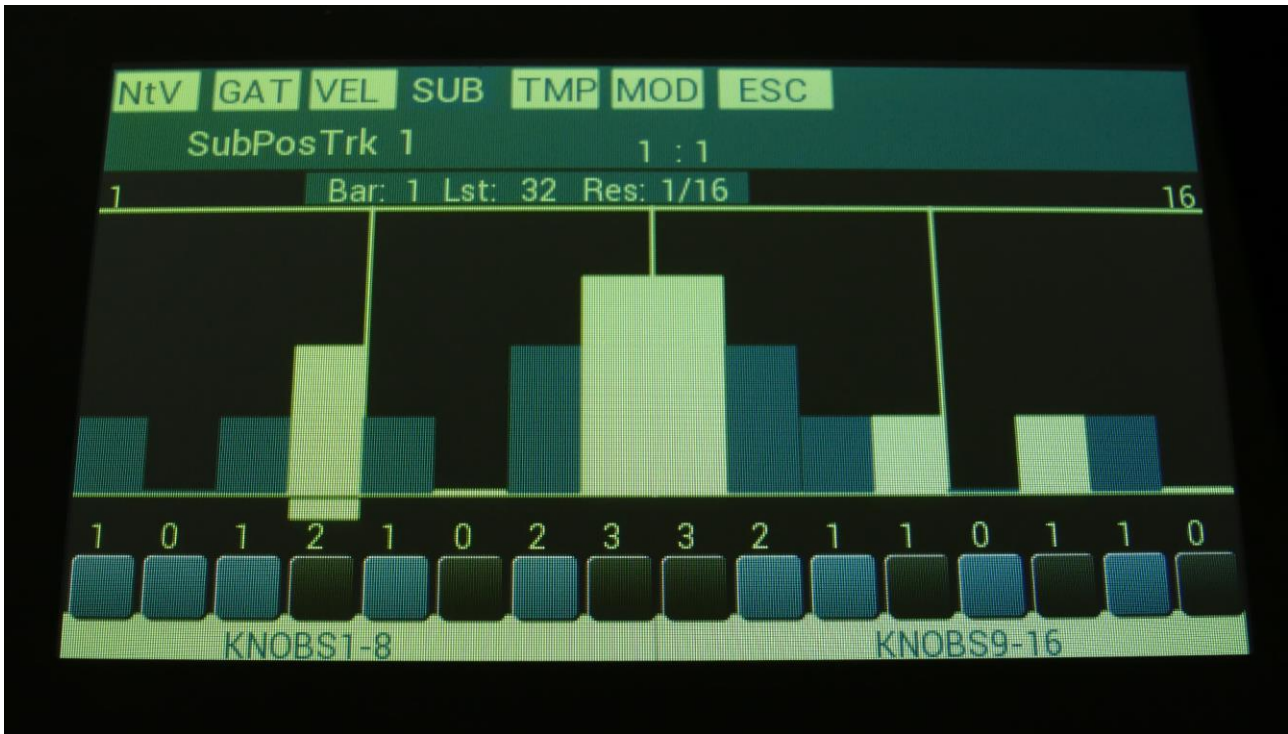 NtV GAT VEL SUB TMP MOD ESC
SubPosTrk 1 1 : 1
1 Bar: 1 Lst: 32 Res: 1/16 16
1 0 1 2 1 0 2 3 3 2 1 1 0 1 1 0
KNOBS1-8 KNOBS9-16